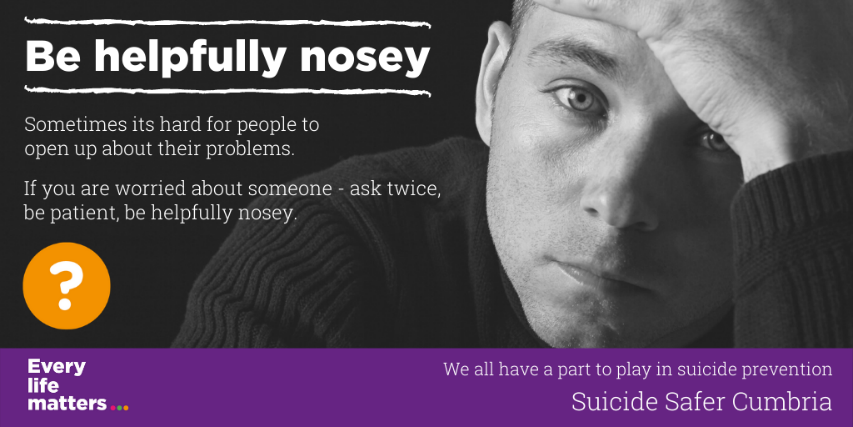 Be helpfully nosey
Sometimes its hard for people to
open up about their problems.
If you are worried about someone - ask twice,
be patient, be helpfully nosey.
?
Every
life
matters...
We all have a part to play in suicide prevention
Suicide Safer Cumbria